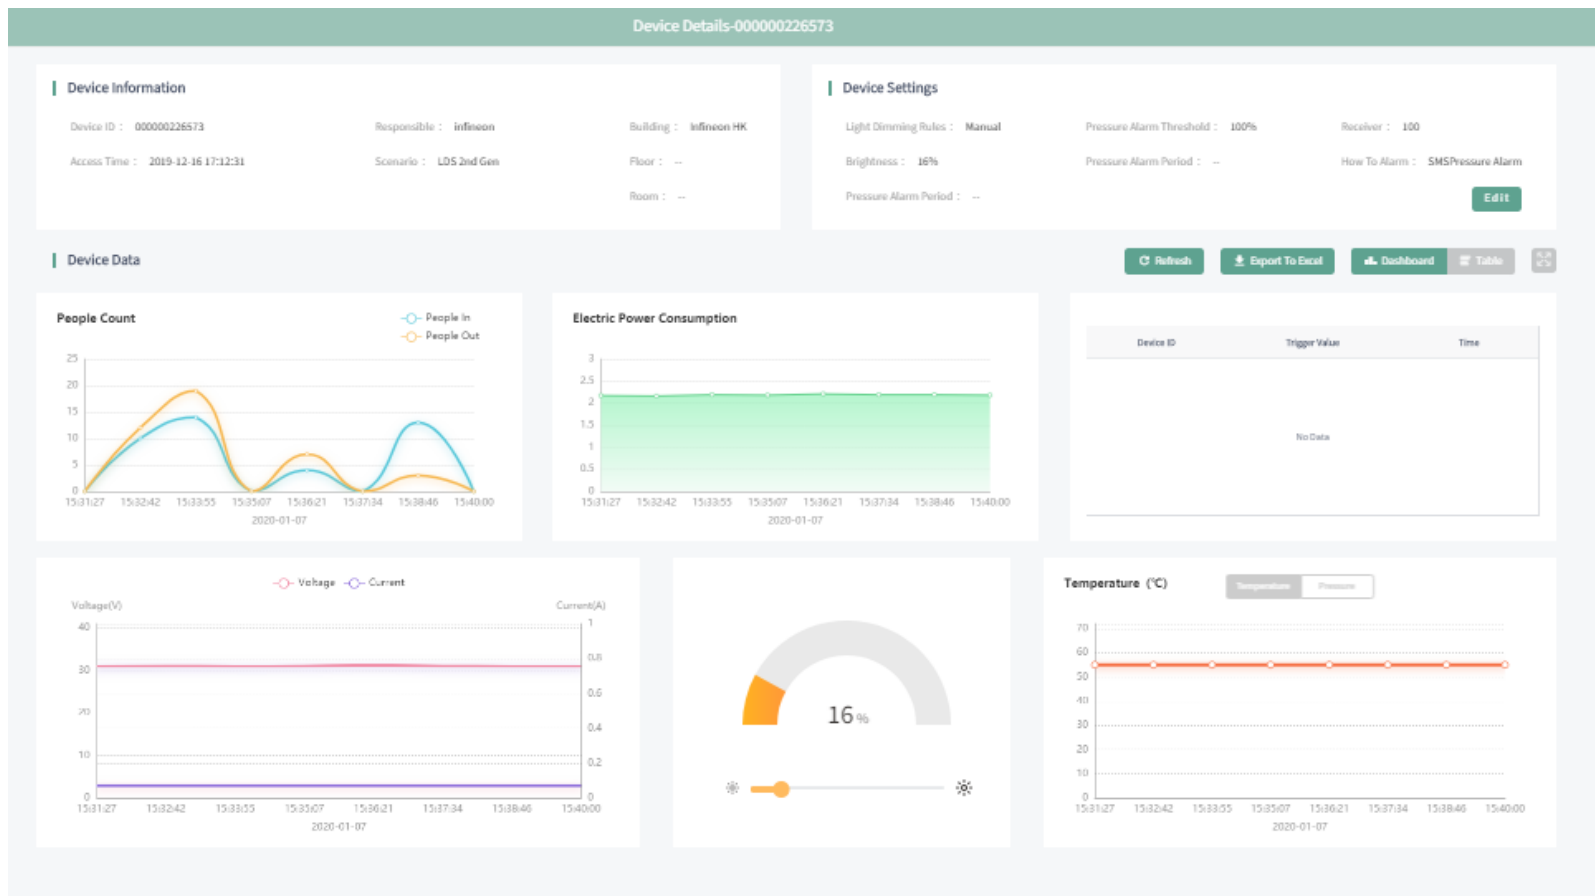 Device Details-000000226573
Device Information
Device ID : 000000226573
Responsible : infineon
Building : Infineon HK
Access Time : 2019-12-16 17:12:31
Scenario : LDS 2nd Gen
Floor : --
Room : --
Device Settings
Light Dimming Rules : Manual
Pressure Alarm Threshold : 100%
Receiver : 100
Brightness : 16%
Pressure Alarm Period : --
How To Alarm : SMSPressure Alarm
Pressure Alarm Period : --
Edit
Device Data
Refresh
Export To Excel
Dashboard
Table
People Count
People In
People Out
25
20
15
10
5
0
15:31:27 15:32:42 15:33:55 15:35:07 15:36:21 15:37:34 15:38:46 15:40:00
2020-01-07
Electric Power Consumption
3
2.5
2
1.5
1
0.5
0
15:31:27 15:32:42 15:33:55 15:35:07 15:36:21 15:37:34 15:38:46 15:40:00
2020-01-07
Device ID Trigger Value Time
No Data
Voltage Current
Voltage(V) Current(A)
40
30
20
10
0
1
0.8
0.6
0.4
0.2
0
15:31:27 15:32:42 15:33:55 15:35:07 15:36:21 15:37:34 15:38:46 15:40:00
2020-01-07
16 %
Temperature (℃)
Temperature Pressure
70
60
50
40
30
20
10
0
15:31:27 15:32:42 15:33:55 15:35:07 15:36:21 15:37:34 15:38:46 15:40:00
2020-01-07